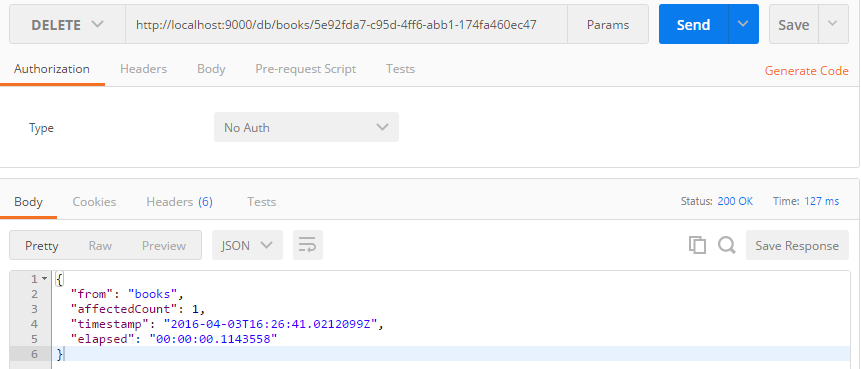 DELETE http://localhost:9000/db/books/5e92fda7-c95d-4ff6-abb1-174fa460ec47 Params Send Save
Authorization Headers Body Pre-request Script Tests Generate Code
Type No Auth
Body Cookies Headers (6) Tests Status: 200 OK Time: 127 ms
Pretty Raw Preview JSON Save Response
1 {
2 "from": "books",
3 "affectedCount": 1,
4 "timestamp": "2016-04-03T16:26:41.0212099Z",
5 "elapsed": "00:00:00.1143558"
6 }